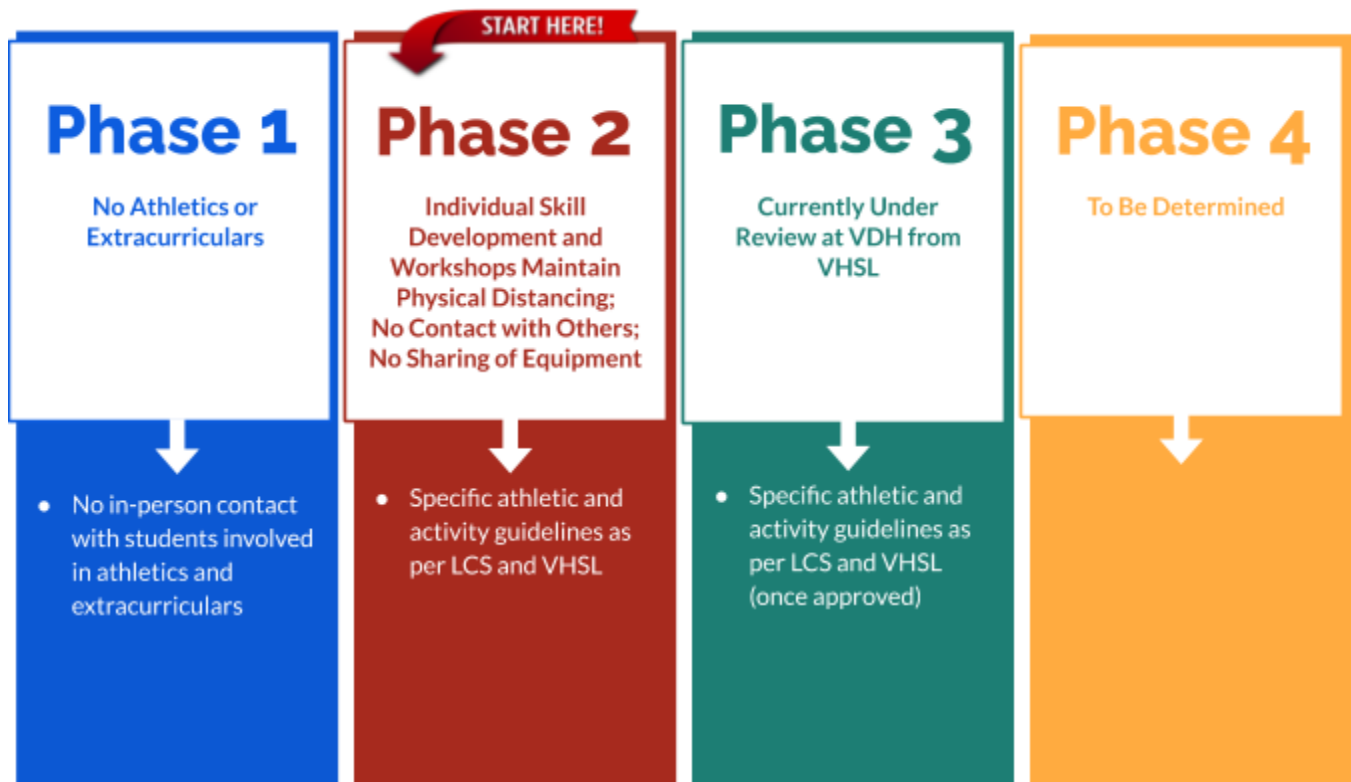 START HERE!
Phase 1
No Athletics or
Extracurriculars
● No in-person contact
with students involved
in athletics and
extracurriculars
Phase 2
Individual Skill
Development and
Workshops Maintain
Physical Distancing;
No Contact with Others;
No Sharing of Equipment
● Specific athletic and
activity guidelines as
per LCS and VHSL
Phase 3
Currently Under
Review at VDH from
VHSL
● Specific athletic and
activity guidelines as
per LCS and VHSL
(once approved)
Phase 4
To Be Determined